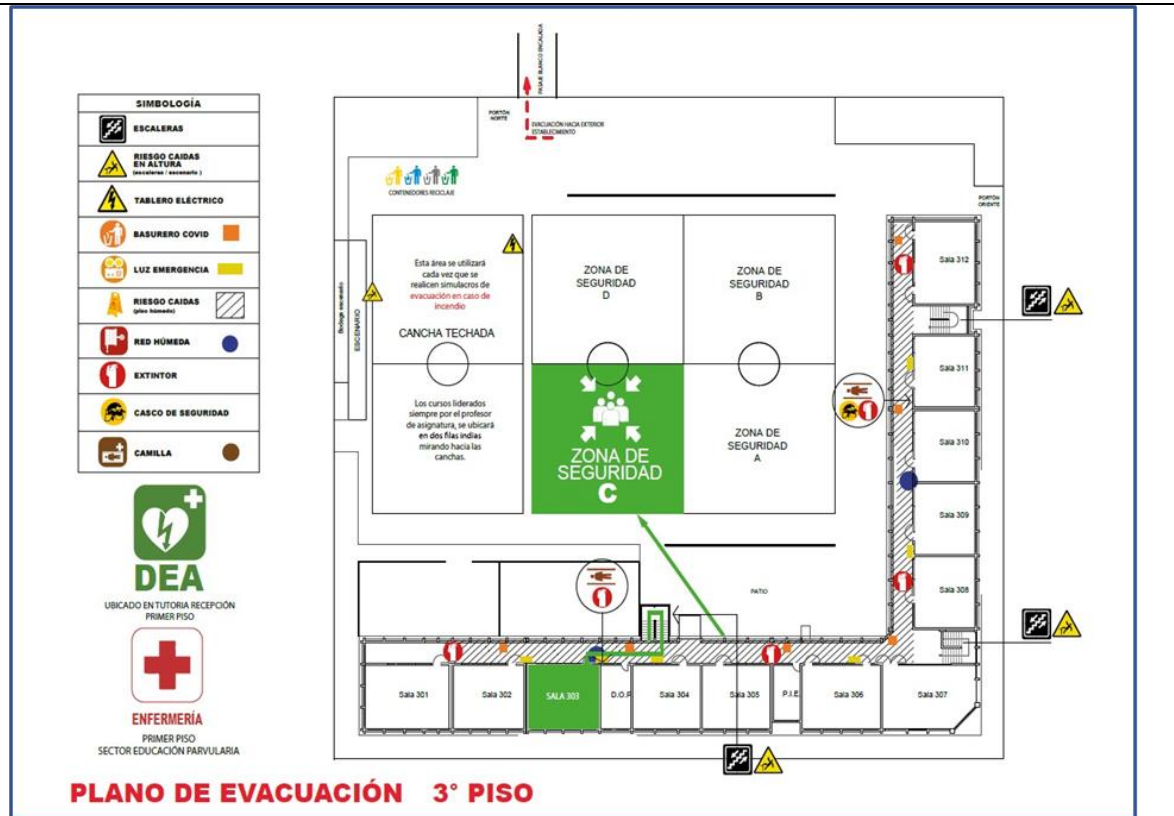 SIMBOLOGÍA
ESCALERAS
RIESGO CAIDAS
EN ALTURA
(escaleras / escenario )
TABLERO ELÉCTRICO
BASURERO COVID
LUZ EMERGENCIA
RIESGO CAIDAS
(piso húmedo)
RED HÚMEDA
EXTINTOR
CASCO DE SEGURIDAD
CAMILLA
DEA
UBICADO EN TUTORIA RECEPCIÓN
PRIMER PISO
ENFERMERÍA
PRIMER PISO
SECTOR EDUCACIÓN PARVULARIA
PASAJE BLANCO ENCALADA
PORTÓN
NORTE
EVACUACIÓN HACIA EXTERIOR
ESTABLECIMIENTO
CONTENEDORES RECICLAJE
PORTÓN
ORIENTE
Bodega escenario
ESCENARIO
Esta área se utilizará
cada vez que se
realicen simulacros de
evacuación en caso de
incendio
CANCHA TECHADA
Los cursos liderados
siempre por el profesor
de asignatura, se ubicará
en dos filas indias
mirando hacia las
canchas.
ZONA DE
SEGURIDAD
D
ZONA DE
SEGURIDAD
B
ZONA DE
SEGURIDAD
C
ZONA DE
SEGURIDAD
A
Sala 312
Sala 311
Sala 310
Sala 309
Sala 308
PATIO
Sala 301
Sala 302
SALA 303
D.O.P
Sala 304
Sala 305
P.I.E.
Sala 306
Sala 307
PLANO DE EVACUACIÓN 3° PISO